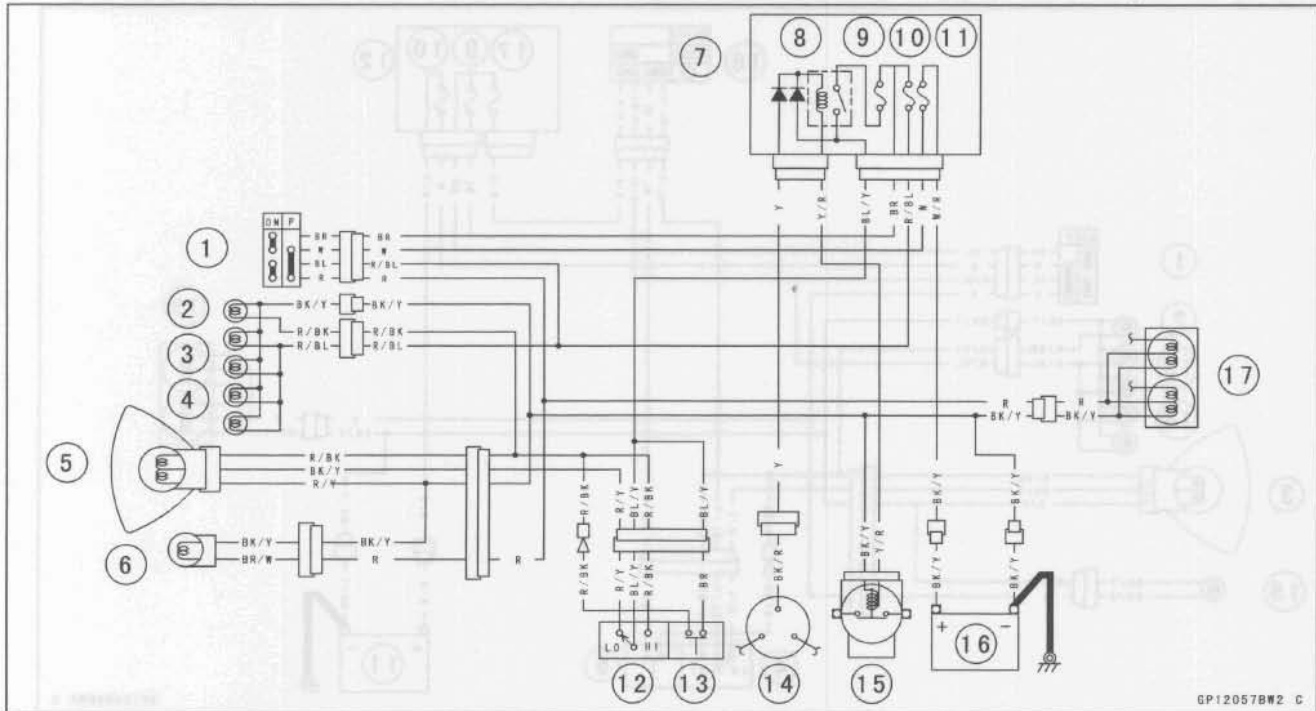 7 8 9 10 11
Y Y/R BL/Y BR R/BL N W/R
ON P
1 BR BR
W W
BL R/BL
R R
2 BK/Y BK/Y
R/BK R/BK
3 R/BL R/BL
4
17
R R
BK/Y BK/Y
5 R/BK
BK/Y
R/Y
6 BK/Y BK/Y
BR/W R R
R/BK R/Y BL/Y R/BK BL/Y Y BK/Y Y/R BK/Y BK/Y
R/BK R/Y BL/Y R/BK BR BK/R BK/Y BK/Y
LO HI
+ 16 -
12 13 14 15
GP12057BW2 C